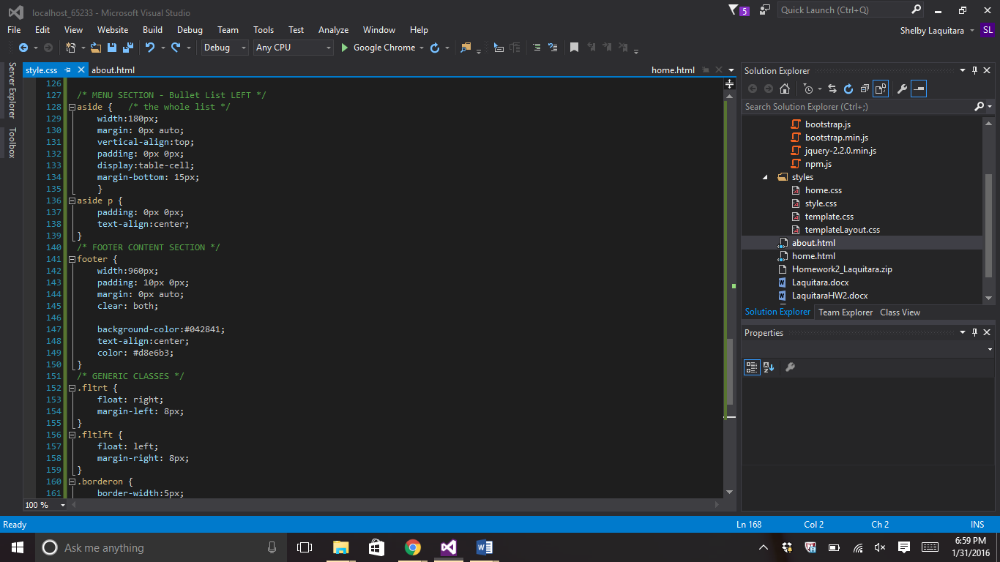 localhost_65233 - Microsoft Visual Studio
5
Quick Launch (Ctrl+Q)
File Edit View Website Build Debug Team Tools Test Analyze Window Help
Shelby Laquitara SL
Debug Any CPU Google Chrome
Server Explorer
Toolbox
style.css about.html home.html
126
127 /* MENU SECTION - Bullet List LEFT */
128 aside { /* the whole list */
129 width:180px;
130 margin: 0px auto;
131 vertical-align:top;
132 padding: 0px 0px;
133 display:table-cell;
134 margin-bottom: 15px;
135 }
136 aside p {
137 padding: 0px 0px;
138 text-align:center;
139 }
140 /* FOOTER CONTENT SECTION */
141 footer {
142 width:960px;
143 padding: 10px 0px;
144 margin: 0px auto;
145 clear: both;
146
147 background-color:#042841;
148 text-align:center;
149 color: #d8e6b3;
150 }
151 /* GENERIC CLASSES */
152 .fltrt {
153 float: right;
154 margin-left: 8px;
155 }
156 .fltlft {
157 float: left;
158 margin-right: 8px;
159 }
160 .borderon {
161 border-width:5px;
100 %
Solution Explorer
Search Solution Explorer (Ctrl+;)
bootstrap.js
bootstrap.min.js
jquery-2.2.0.min.js
npm.js
styles
home.css
style.css
template.css
templateLayout.css
about.html
home.html
Homework2_Laquitara.zip
Laquitara.docx
LaquitaraHW2.docx
Solution Explorer Team Explorer Class View
Properties
Ready Ln 168 Col 2 Ch 2 INS
Ask me anything
6:59 PM
1/31/2016